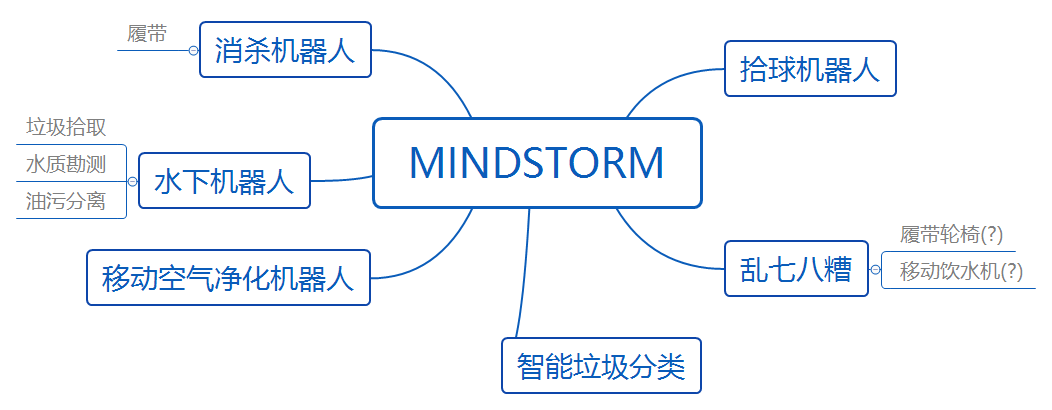 履带
消杀机器人
拾球机器人
垃圾拾取
水质勘测
油污分离
水下机器人
MINDSTORM
移动空气净化机器人
乱七八糟
履带轮椅(?)
移动饮水机(?)
智能垃圾分类